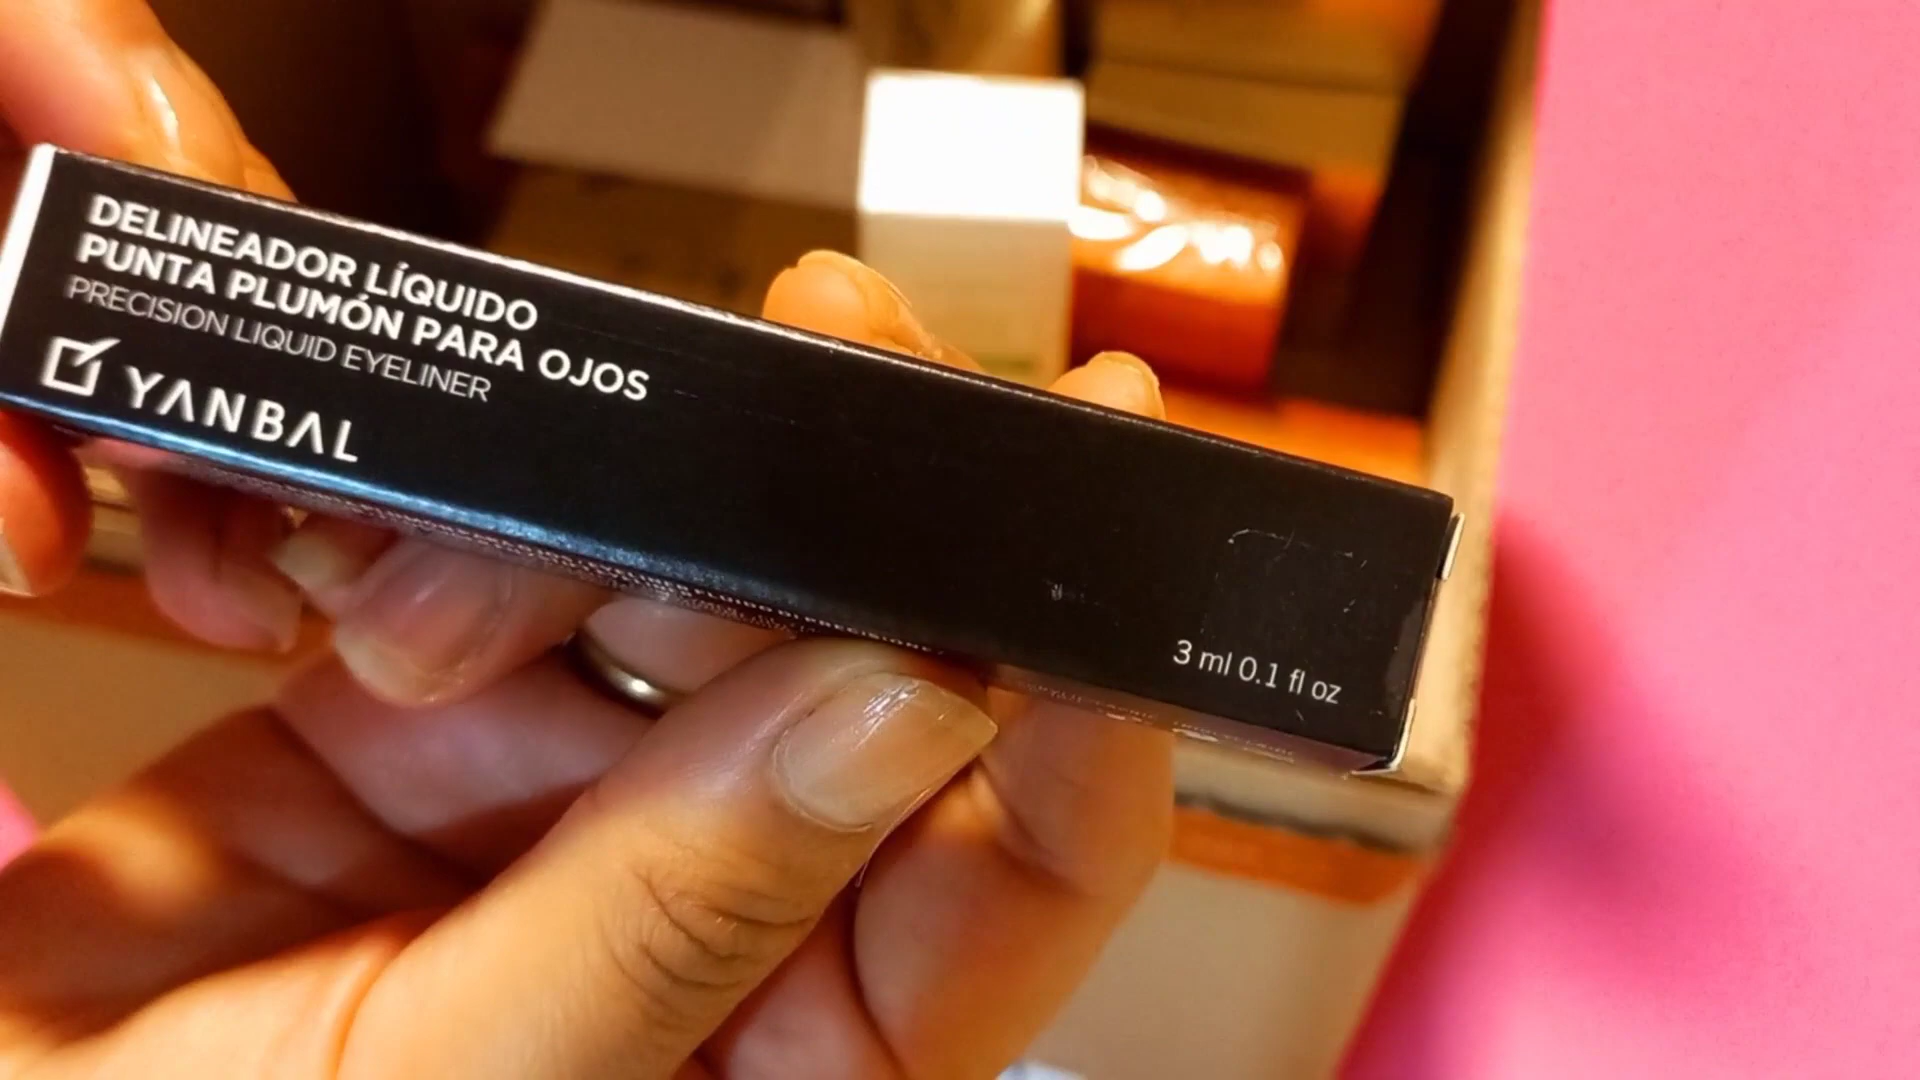 DELINEADOR LÍQUIDO
PUNTA PLUMÓN PARA OJOS
PRECISION LIQUID EYELINER
YANBAL
3 ml 0.1 fl oz